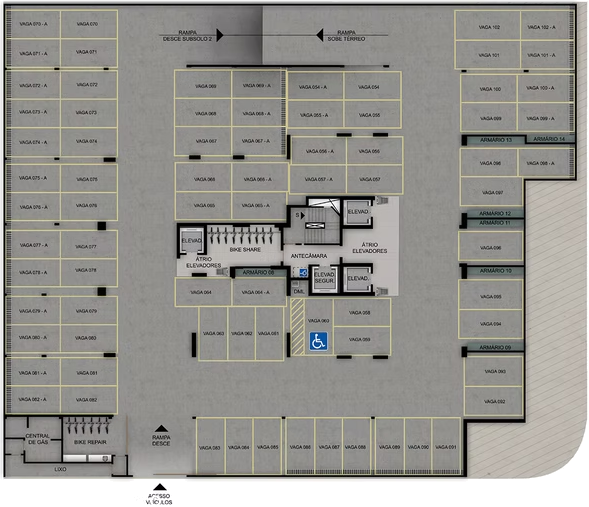 VAGA 070 - A
VAGA 070
VAGA 071 - A
VAGA 071
VAGA 072 - A
VAGA 072
VAGA 073 - A
VAGA 073
VAGA 074 - A
VAGA 074
VAGA 075 - A
VAGA 076 - A
VAGA 076
VAGA 077 - A
VAGA 077
VAGA 078 - A
VAGA 078
VAGA 079 - A
VAGA 079
VAGA 080 - A
VAGA 080
VAGA 081 - A
VAGA 081
VAGA 082 - A
VAGA 082
RAMPA
DESCE SUBSOLO 2
RAMPA
SOBE TÉRREO
VAGA 069
VAGA 069 - A
VAGA 054 - A
VAGA 054
VAGA 068
VAGA 068 - A
VAGA 055 - A
VAGA 055
VAGA 067
VAGA 067 - A
VAGA 056 - A
VAGA 066
VAGA 066 - A
VAGA 057 - A
VAGA 057
VAGA 065
VAGA 065 - A
VAGA 102
VAGA 102 - A
VAGA 101
VAGA 101 - A
VAGA 100
VAGA 100 - A
VAGA 099
VAGA 099 - A
ARMÁRIO 13
ARMÁRIO 14
VAGA 098
VAGA 098 - A
VAGA 097
ARMÁRIO 12
ARMÁRIO 11
ARMÁRIO 10
VAGA 095
VAGA 094
ARMÁRIO 09
VAGA 093
VAGA 092
S
ELEVAD.
ELEVAD.
BIKE SHARE
ÁTRIO
ELEVADORES
ANTECÂMARA
ÁTRIO
ELEVADORES
ARMÁRIO 08
ELEVAD.
SEGUR.
ELEVAD.
DML
VAGA 064
VAGA 064 - A
VAGA 063
VAGA 062
VAGA 061
VAGA 060
VAGA 058
VAGA 059
CENTRAL
DE GÁS
BIKE REPAIR
LIXO
RAMPA
DESCE
VAGA 083
VAGA 084
VAGA 085
VAGA 086
VAGA 087
VAGA 088
VAGA 089
VAGA 090
VAGA 091
ACESSO
VEÍCULOS